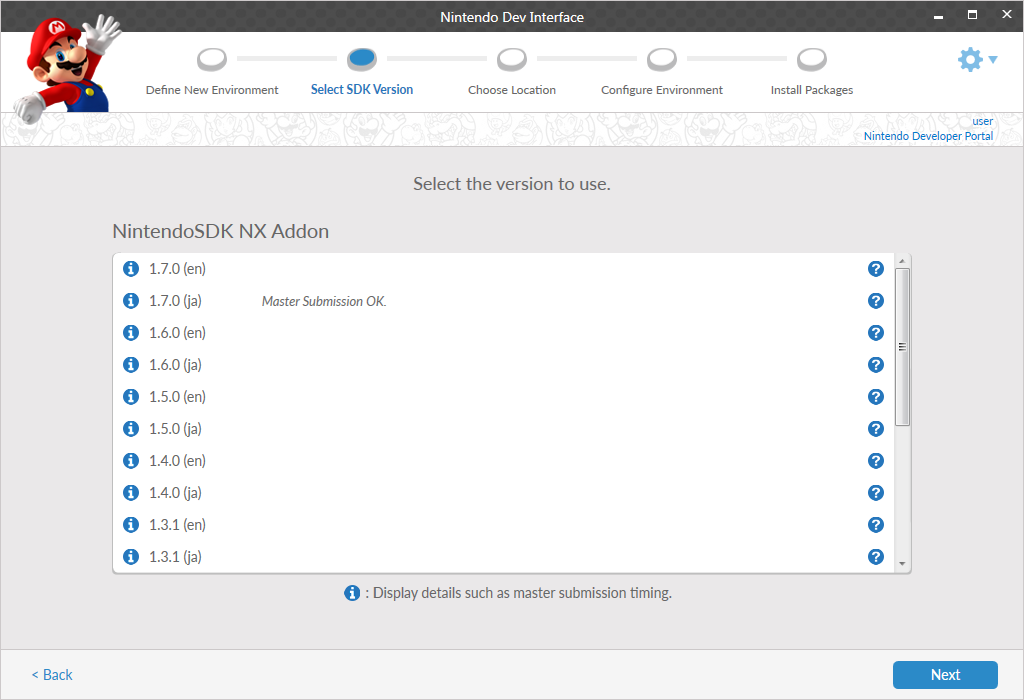 Nintendo Dev Interface
Define New Environment
Select SDK Version
Choose Location
Configure Environment
Install Packages
user
Nintendo Developer Portal
Select the version to use.
NintendoSDK NX Addon
1.7.0 (en)
1.7.0 (ja) Master Submission OK.
1.6.0 (en)
1.6.0 (ja)
1.5.0 (en)
1.5.0 (ja)
1.4.0 (en)
1.4.0 (ja)
1.3.1 (en)
1.3.1 (ja)
: Display details such as master submission timing.
< Back
Next